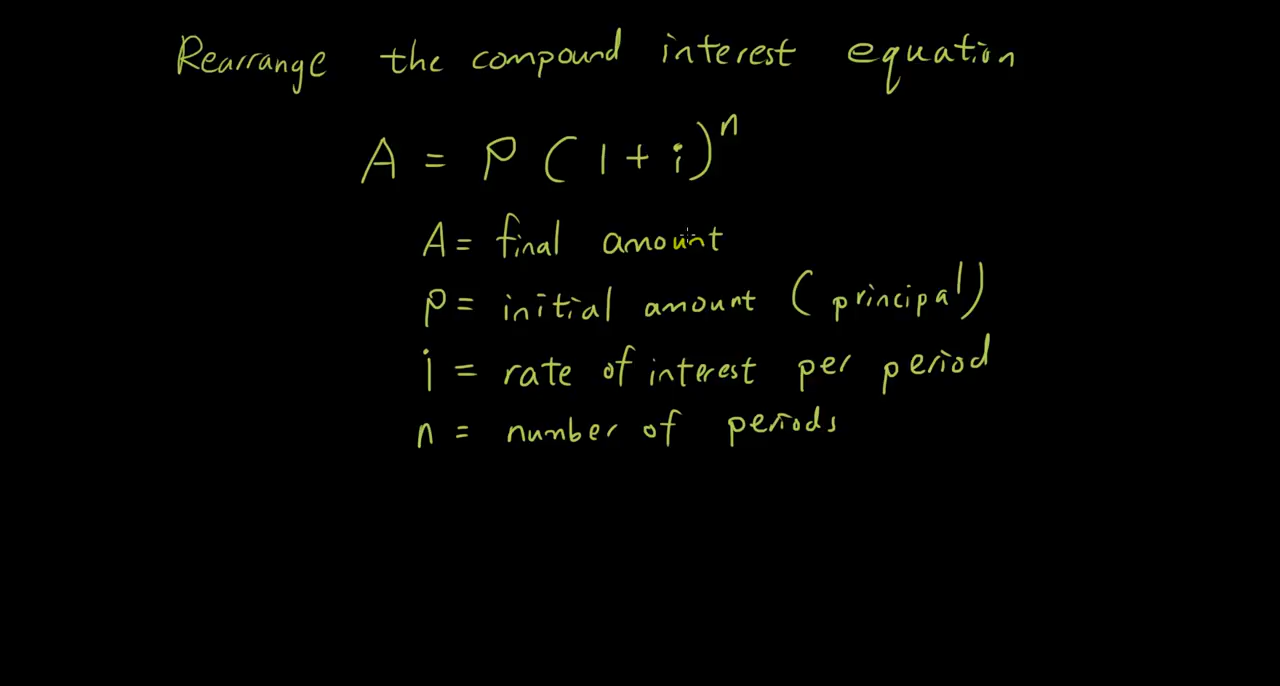 Rearrange the compound interest equation
A = P (1 + i)^n
A = final amount
P = initial amount (principal)
i = rate of interest per period
n = number of periods